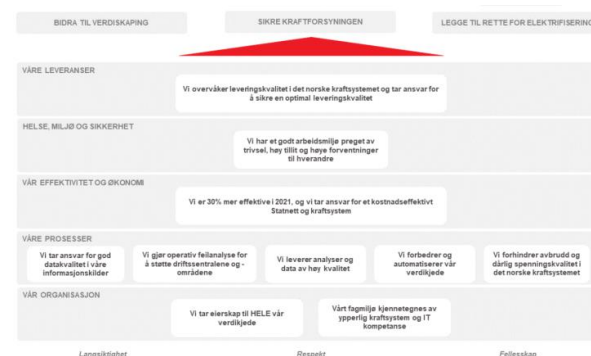 BIDRA TIL VERDISKAPING
SIKRE KRAFTFORSYNINGEN
LEGGE TIL RETTE FOR ELEKTRIFISERING
VÅRE LEVERANSER
Vi overvåker leveringskvalitet i det norske kraftsystemet og tar ansvar for
å sikre en optimal leveringkvalitet
HELSE, MILJØ OG SIKKERHET
Vi har et godt arbeidsmiljø preget av
trivsel, høy tillit og høye forventninger
til hverandre
VÅR EFFEKTIVITET OG ØKONOMI
Vi er 30% mer effektive i 2021, og vi tar ansvar for et kostnadseffektivt
Statnett og kraftsystem
VÅRE PROSESSER
Vi tar ansvar for god
datakvalitet i våre
informasjonskilder
Vi gjør operativ feilanalyse for
å støtte driftssentralene og -
områdene
Vi leverer analyser og
data av høy kvalitet
Vi forbedrer og
automatiserer vår
verdikjede
Vi forhindrer avbrudd og
dårlig spenningskvalitet i
det norske kraftsystemet
VÅR ORGANISASJON
Vi tar eierskap til HELE vår
verdikjede
Vårt fagmiljø kjennetegnes av
ypperlig kraftsystem og IT
kompetanse
Langsiktighet
Respekt
Fellesskap